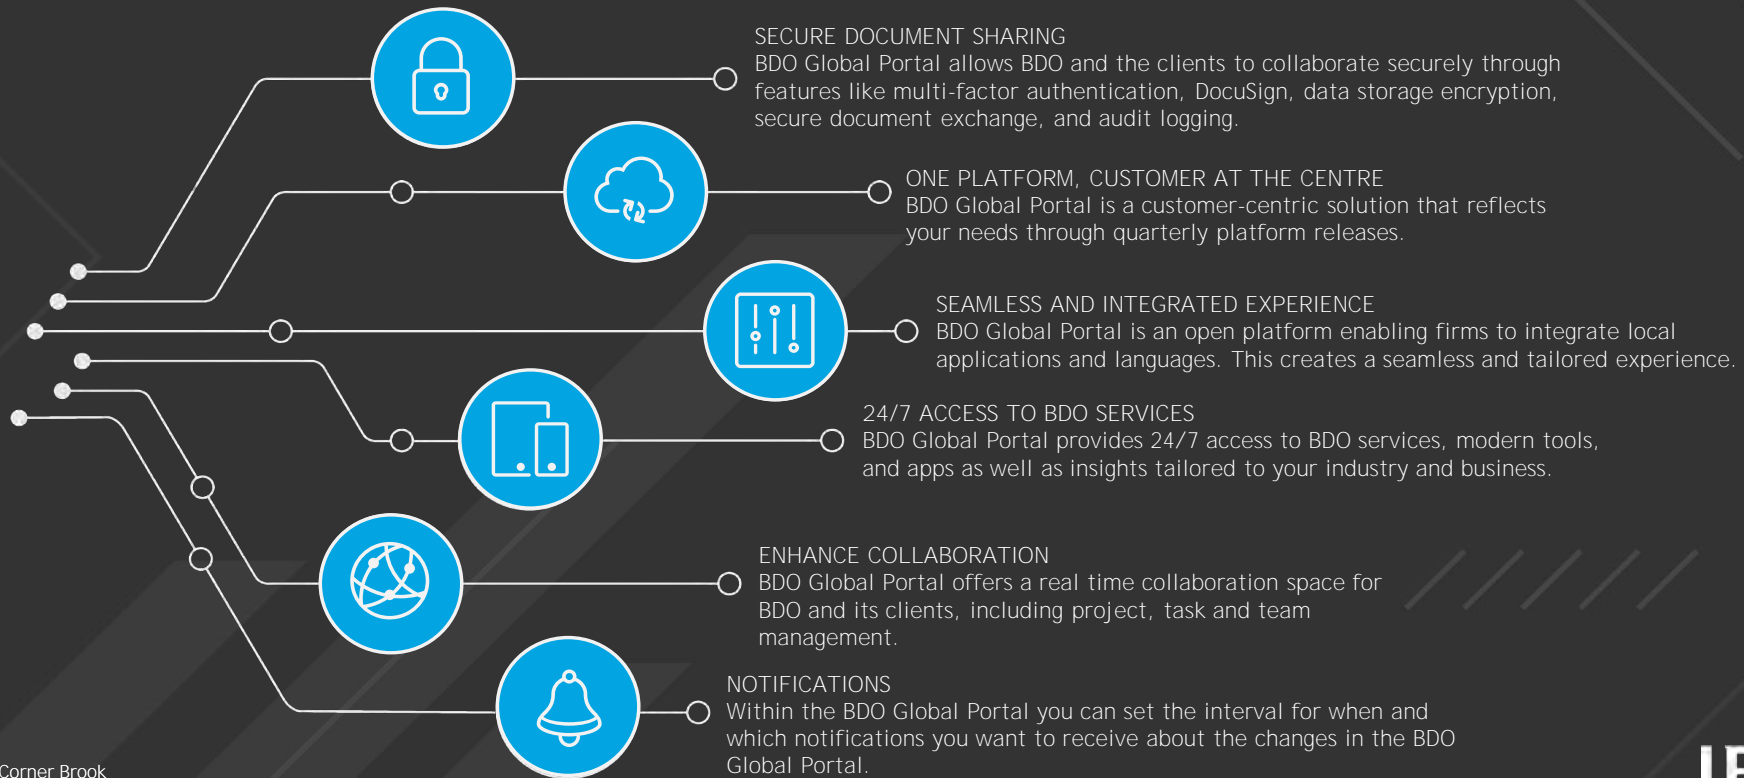 SECURE DOCUMENT SHARING
BDO Global Portal allows BDO and the clients to collaborate securely through
features like multi-factor authentication, DocuSign, data storage encryption,
secure document exchange, and audit logging.
ONE PLATFORM, CUSTOMER AT THE CENTRE
BDO Global Portal is a customer-centric solution that reflects
your needs through quarterly platform releases.
SEAMLESS AND INTEGRATED EXPERIENCE
BDO Global Portal is an open platform enabling firms to integrate local
applications and languages. This creates a seamless and tailored experience.
24/7 ACCESS TO BDO SERVICES
BDO Global Portal provides 24/7 access to BDO services, modern tools,
and apps as well as insights tailored to your industry and business.
ENHANCE COLLABORATION
BDO Global Portal offers a real time collaboration space for
BDO and its clients, including project, task and team
management.
NOTIFICATIONS
Within the BDO Global Portal you can set the interval for when and
which notifications you want to receive about the changes in the BDO
Global Portal.
Corner Brook